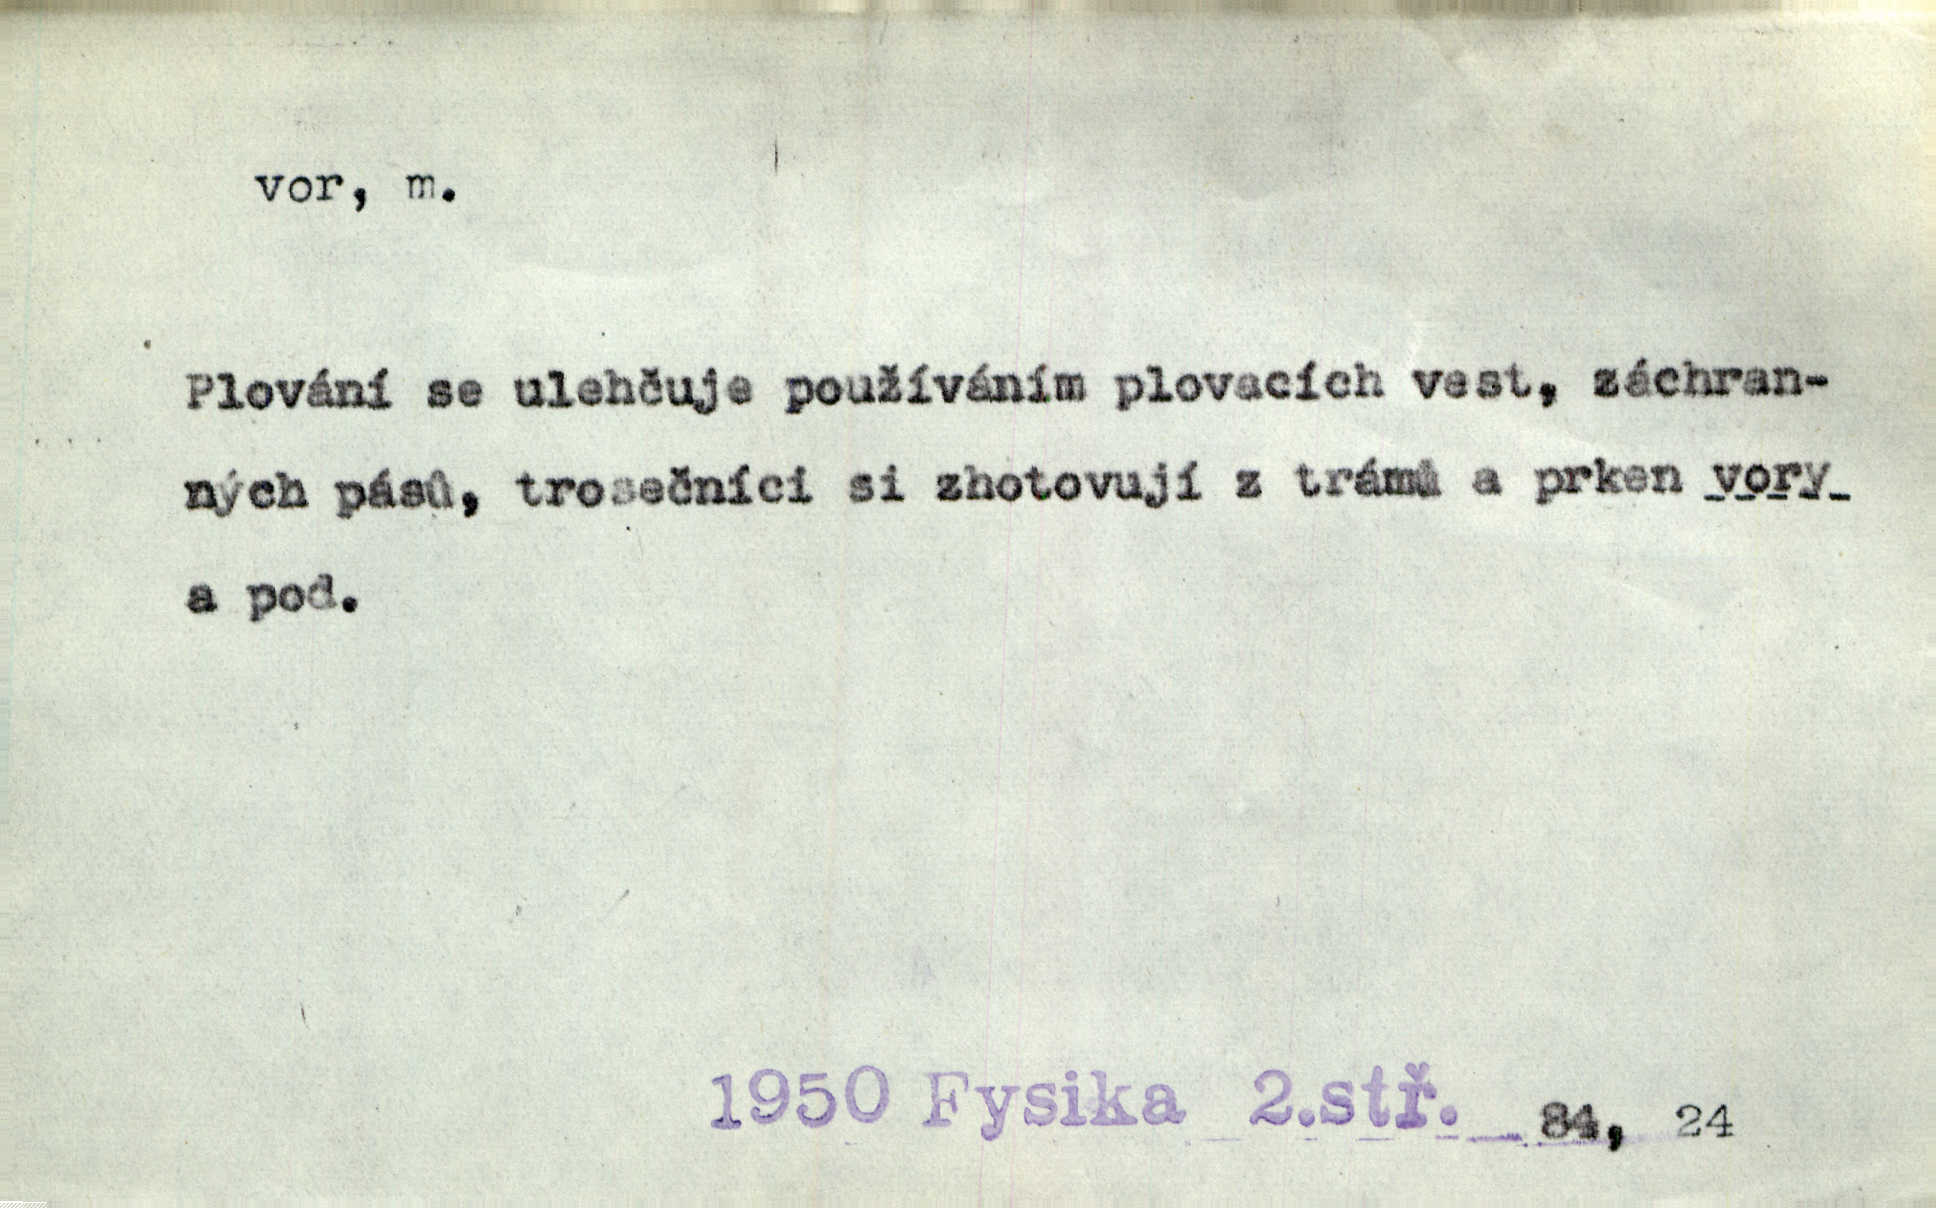 vor, m.
Plování se ulehčuje používáním plovacích vest, záchran-
ných pásů, trosečníci si zhotovují z trámů a prken vory
a pod.
1950 Fysika 2.stř. 84, 24